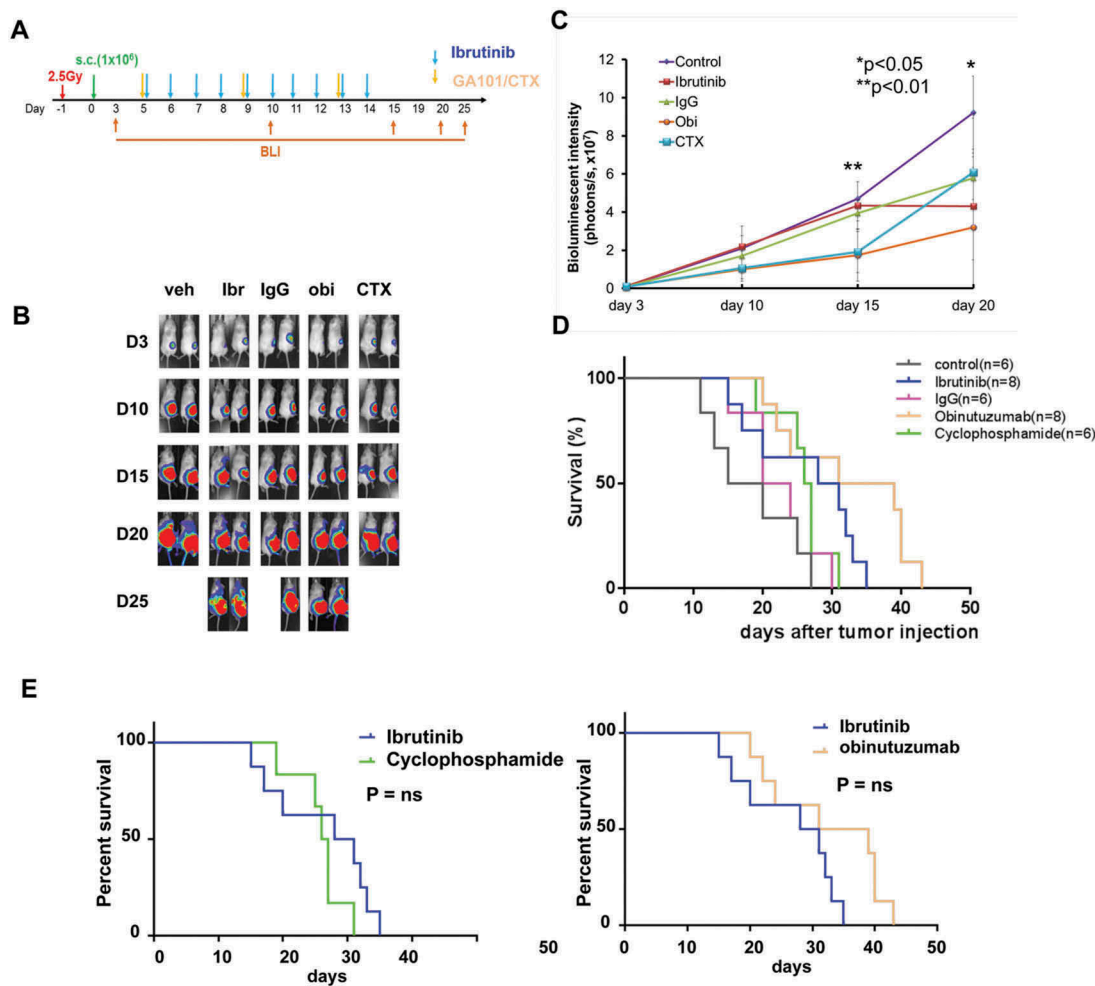 A
s.c.(1x10⁶)
2.5Gy
Ibrutinib
GA101/CTX
Day -1 0 3 5 6 7 8 9 10 11 12 13 14 15 19 20 25
BLI
B
veh Ibr IgG obi CTX
D3
D10
D15
D20
D25
C
Bioluminescent intensity
(photons/s, x10⁷)
12
10
8
6
4
2
0
Control
Ibrutinib
IgG
Obi
CTX
*p<0.05
**p<0.01
**
*
day 3 day 10 day 15 day 20
D
Survival (%)
100
50
0
control(n=6)
Ibrutinib(n=8)
IgG(n=6)
Obinutuzumab(n=8)
Cyclophosphamide(n=6)
0 10 20 30 40 50
days after tumor injection
E
Percent survival
100
50
0
Ibrutinib
Cyclophosphamide
P = ns
0 10 20 30 40 50
days
Percent survival
100
50
0
Ibrutinib
obinutuzumab
P = ns
0 10 20 30 40 50
days